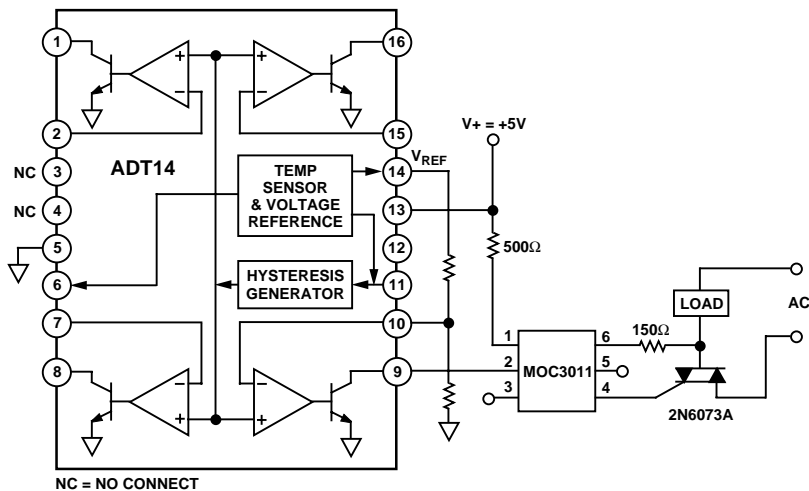 1
16
2
15
ADT14
V+ = +5V
NC
3
TEMP
SENSOR
& VOLTAGE
REFERENCE
VREF
14
NC
4
13
5
12
500Ω
6
HYSTERESIS
GENERATOR
11
LOAD
AC
7
10
150Ω
1
6
8
9
2
MOC3011
5
3
4
2N6073A
+
+
−
−
−
−
+
+
NC = NO CONNECT